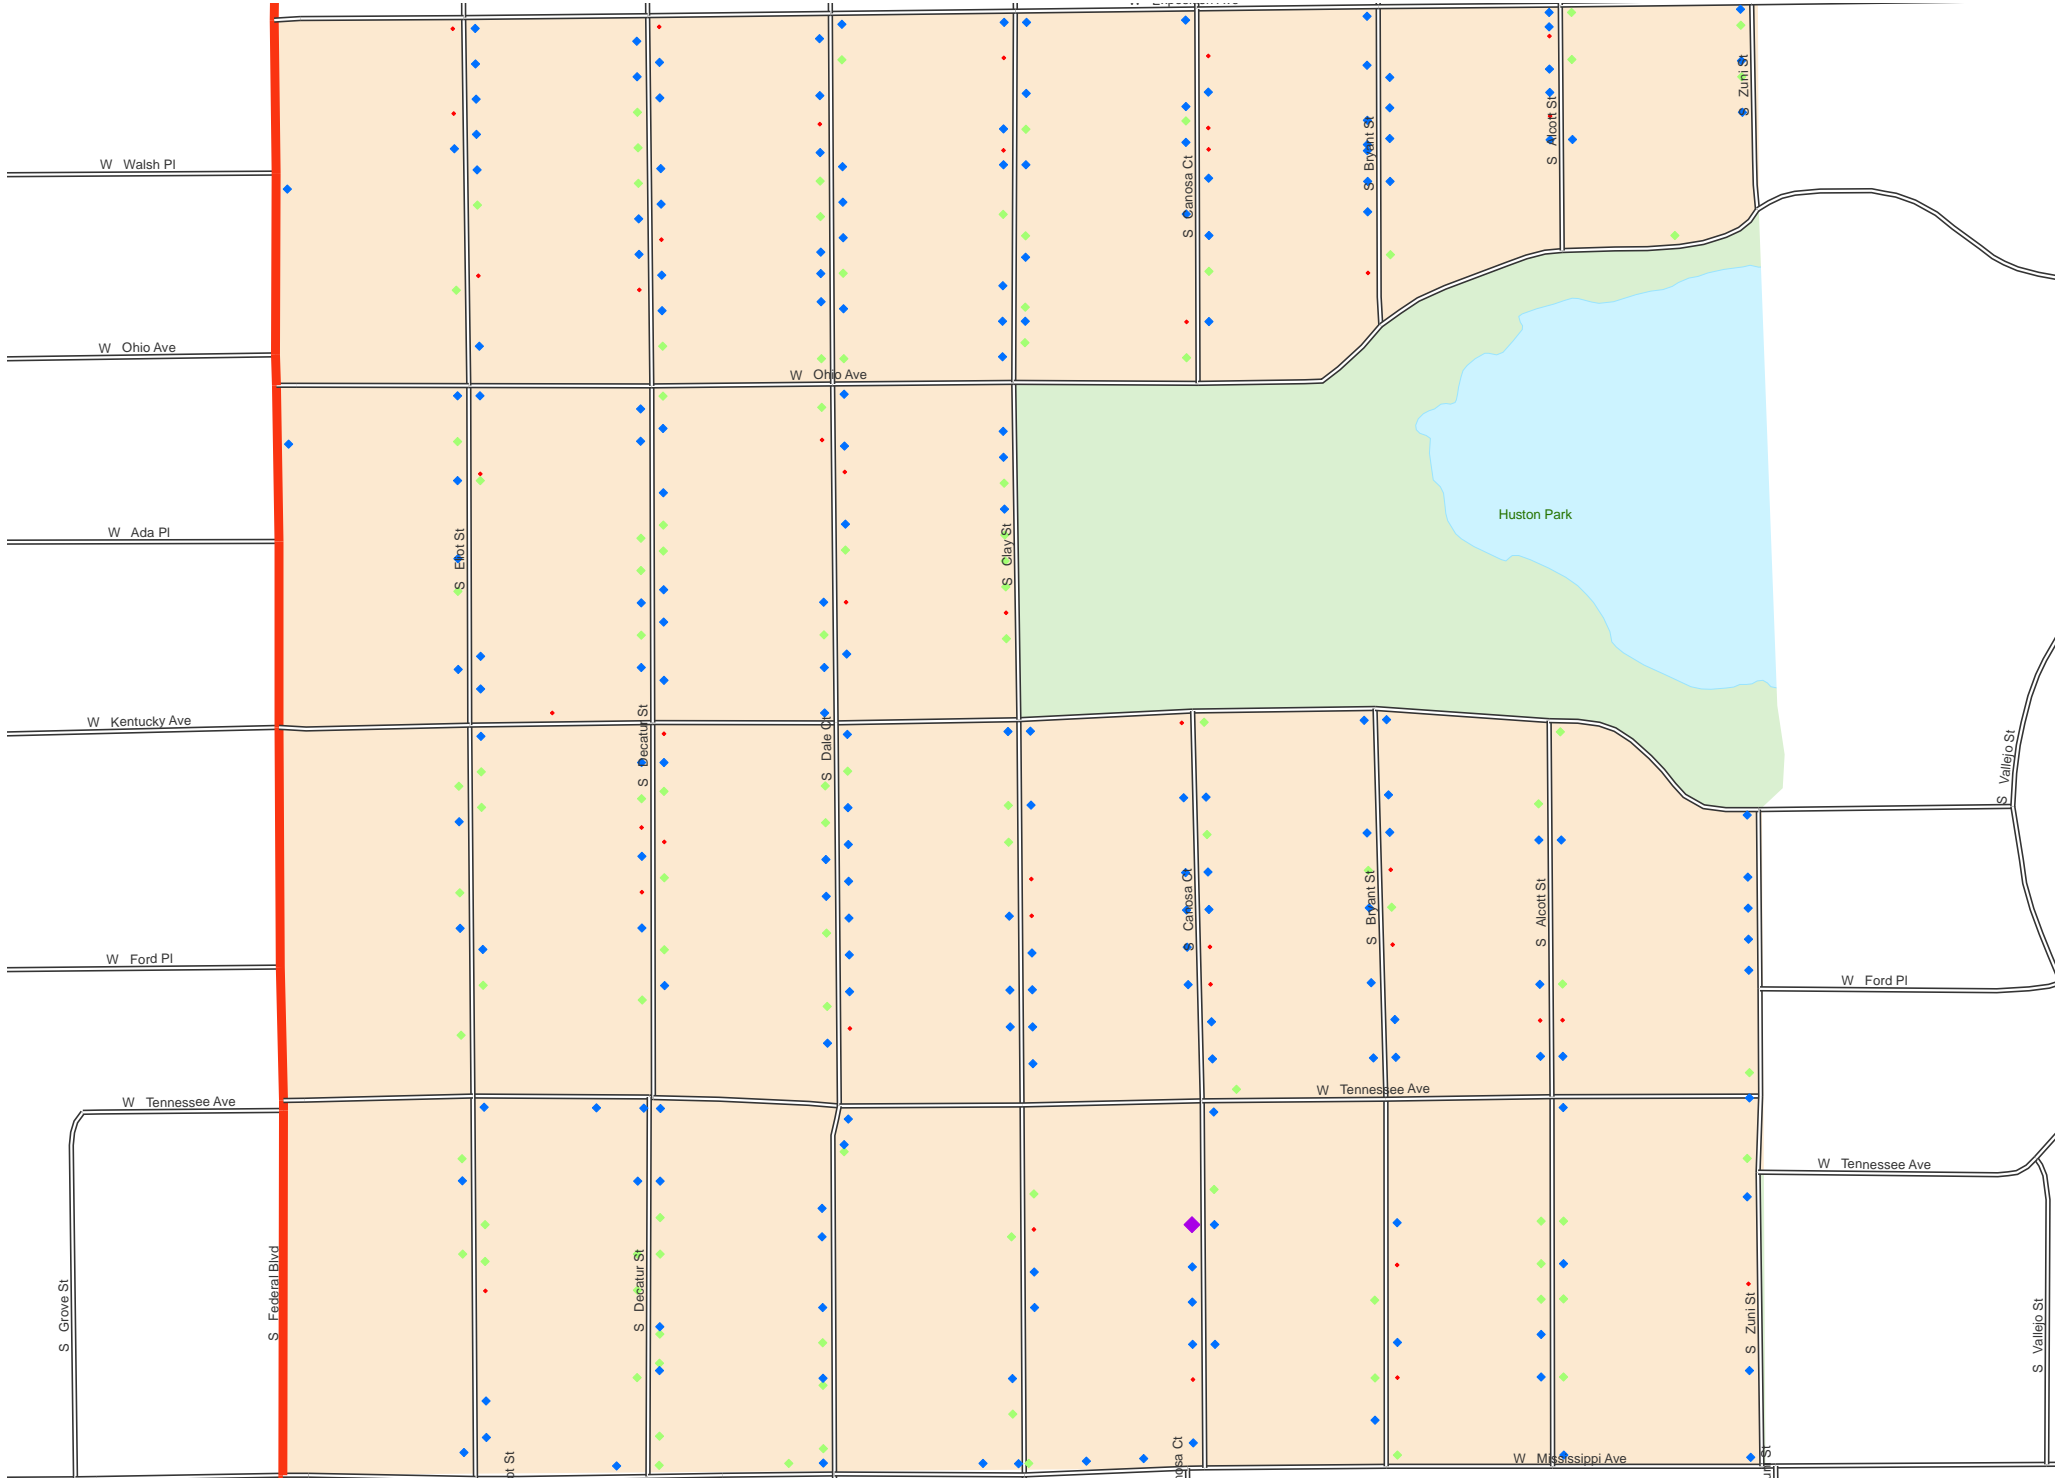 W Walsh Pl
S Zuni St
S Alcott St
S Bryant St
S Canosa Ct
W Ohio Ave
W Ohio Ave
Huston Park
W Ada Pl
S Eliot St
S Clay St
W Kentucky Ave
S Decatur St
S Dale Ct
S Vallejo St
S Canosa Ct
S Bryant St
S Alcott St
W Ford Pl
W Ford Pl
W Tennessee Ave
W Tennessee Ave
W Tennessee Ave
S Grove St
S Federal Blvd
S Decatur St
S Zuni St
S Vallejo St
W Mississippi Ave